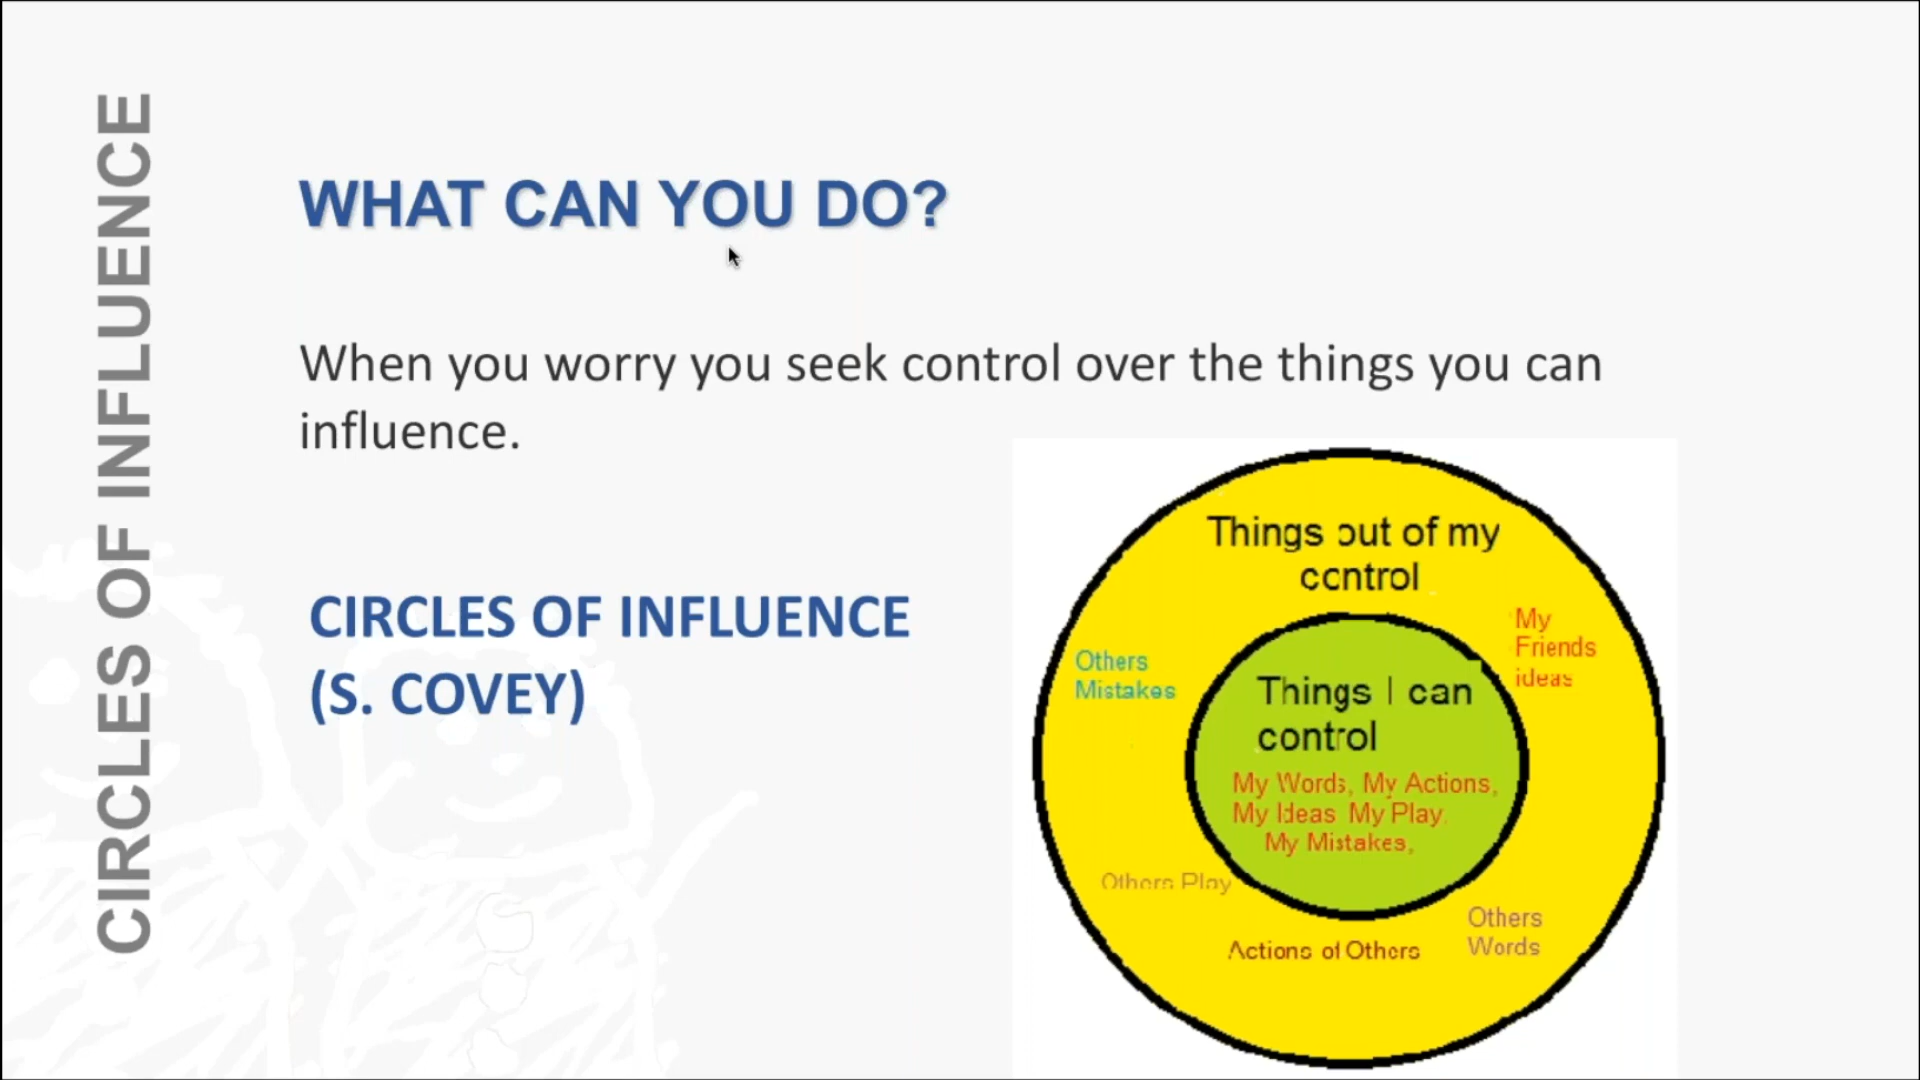 CIRCLES OF INFLUENCE
WHAT CAN YOU DO?
When you worry you seek control over the things you can
influence.
CIRCLES OF INFLUENCE
(S. COVEY)
Things out of my
control
My
Friends
ideas
Others
Mistakes
Things I can
control
My Words, My Actions,
My Ideas My Play,
My Mistakes,
Others Play
Others
Words
Actions of Others